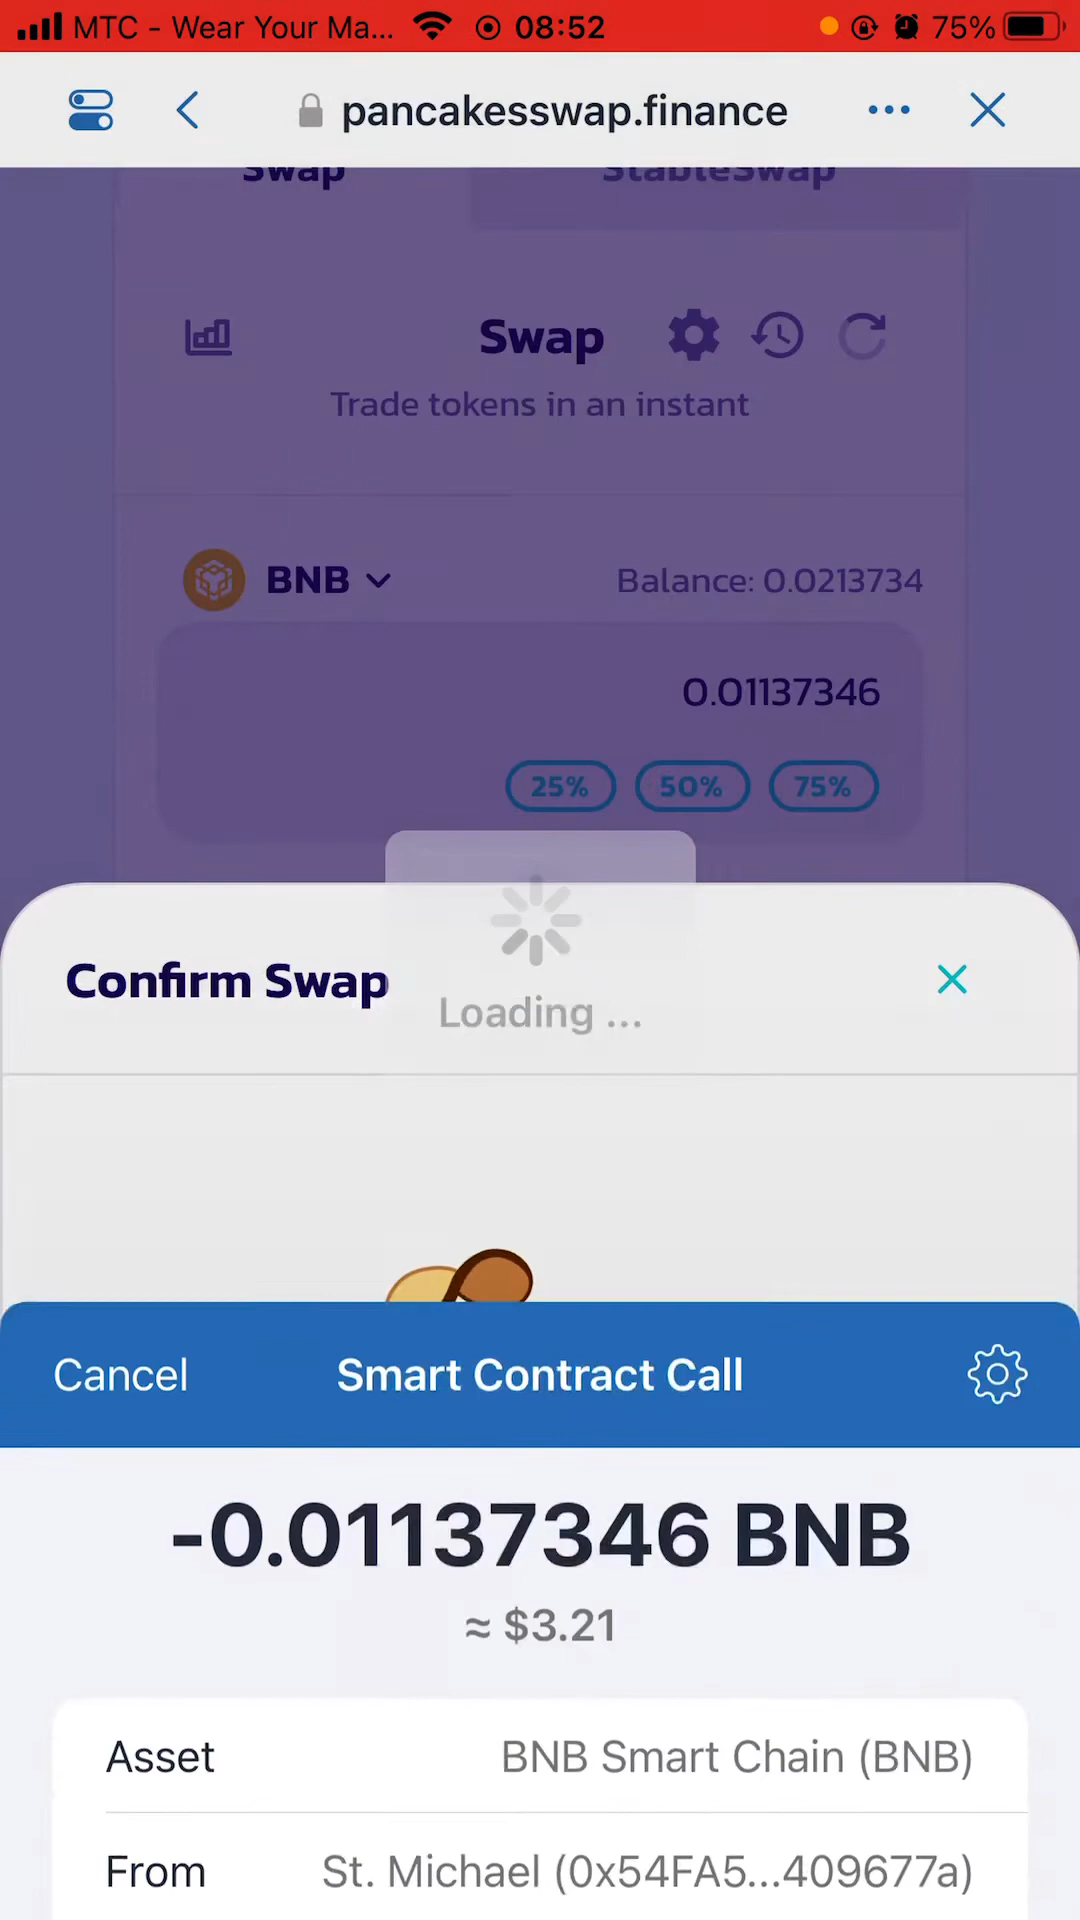 MTC - Wear Your Ma... 08:52 75%
pancakesswap.finance
Swap StableSwap
Swap
Trade tokens in an instant
BNB Balance: 0.0213734
0.01137346
25% 50% 75%
Confirm Swap
Loading ...
Cancel Smart Contract Call
-0.01137346 BNB
≈ $3.21
Asset BNB Smart Chain (BNB)
From St. Michael (0x54FA5...409677a)